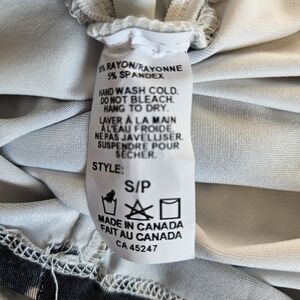 5% RAYON/RAYONNE
5% SPANDEX
HAND WASH COLD.
DO NOT BLEACH.
HANG TO DRY.
LAVER À LA MAIN
À L'EAU FROIDE
NE PAS JAVELLISER.
SUSPENDRE POUR
SÉCHER.
STYLE:
S/P
MADE IN CANADA
FAIT AU CANADA
CA 45247